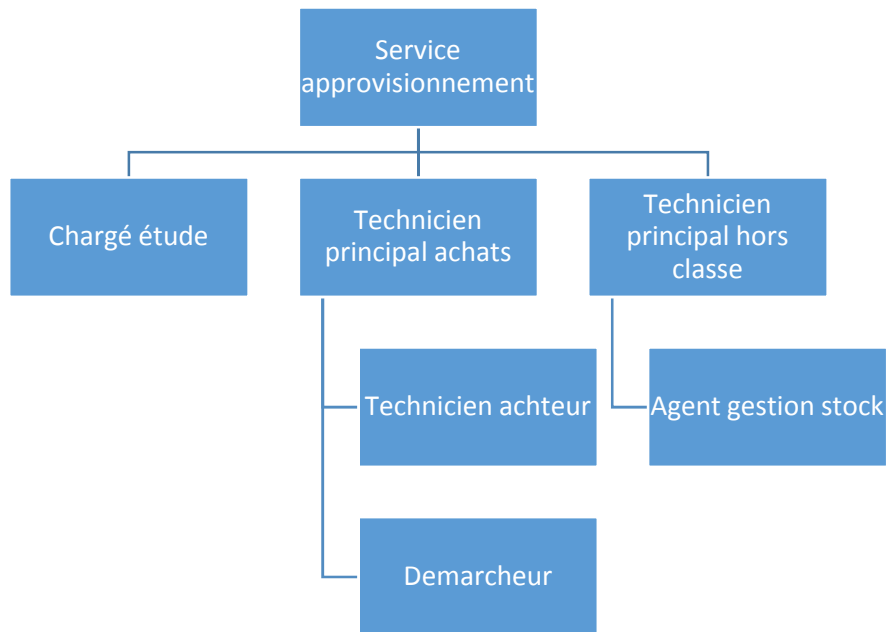 Service
approvisionnement
Chargé étude
Technicien
principal achats
Technicien
principal hors
classe
Technicien achteur
Agent gestion stock
Demarcheur